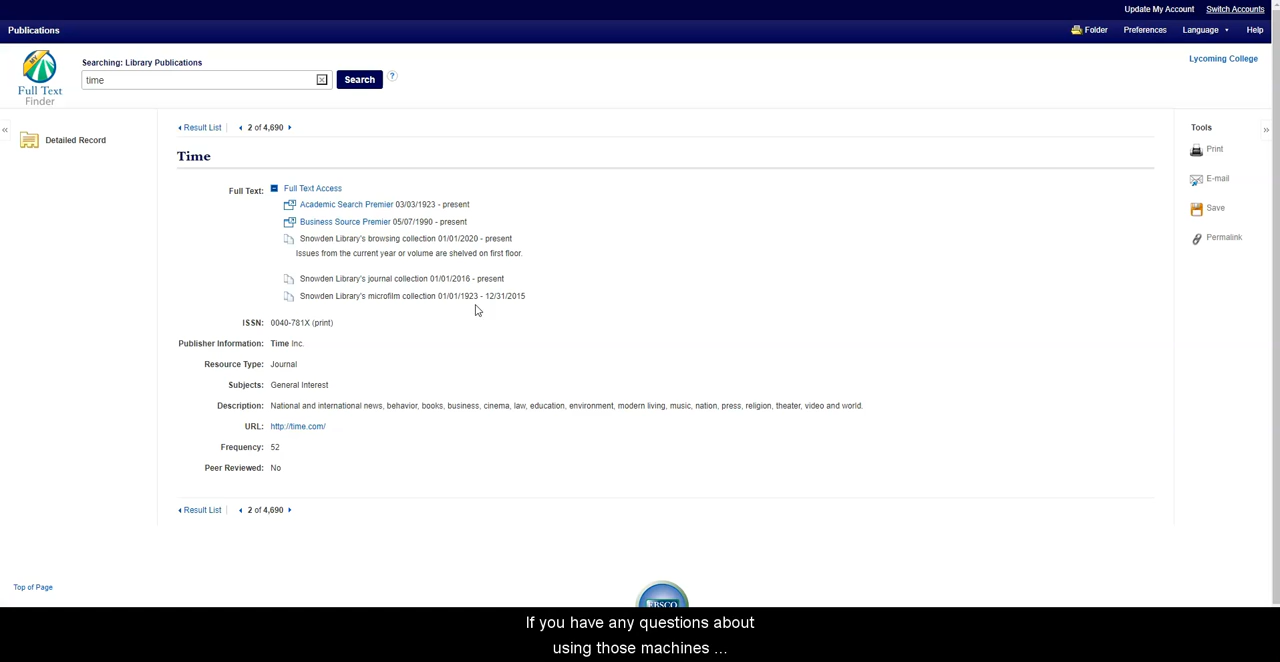 Update My Account Switch Accounts
Publications Folder Preferences Language Help
MY
Full Text
Finder
Searching: Library Publications
time Search ?
Lycoming College
« Detailed Record
Result List 2 of 4,690
Tools »
Print
E-mail
Save
Permalink
Time
Full Text: Full Text Access
Academic Search Premier 03/03/1923 - present
Business Source Premier 05/07/1990 - present
Snowden Library's browsing collection 01/01/2020 - present
Issues from the current year or volume are shelved on first floor.
Snowden Library's journal collection 01/01/2016 - present
Snowden Library's microfilm collection 01/01/1923 - 12/31/2015
ISSN: 0040-781X (print)
Publisher Information: Time Inc.
Resource Type: Journal
Subjects: General Interest
Description: National and international news, behavior, books, business, cinema, law, education, environment, modern living, music, nation, press, religion, theater, video and world.
URL: http://time.com/
Frequency: 52
Peer Reviewed: No
Result List 2 of 4,690
Top of Page
EBSCO
If you have any questions about
using those machines ...